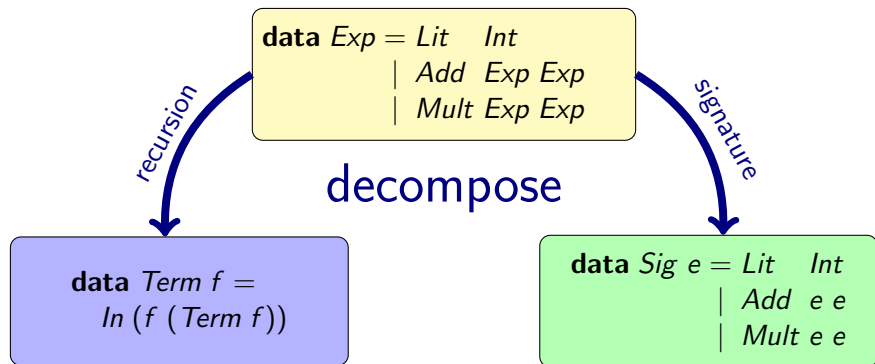 data Exp = Lit Int
| Add Exp Exp
| Mult Exp Exp
recursion
signature
decompose
data Term f =
In (f (Term f))
data Sig e = Lit Int
| Add e e
| Mult e e